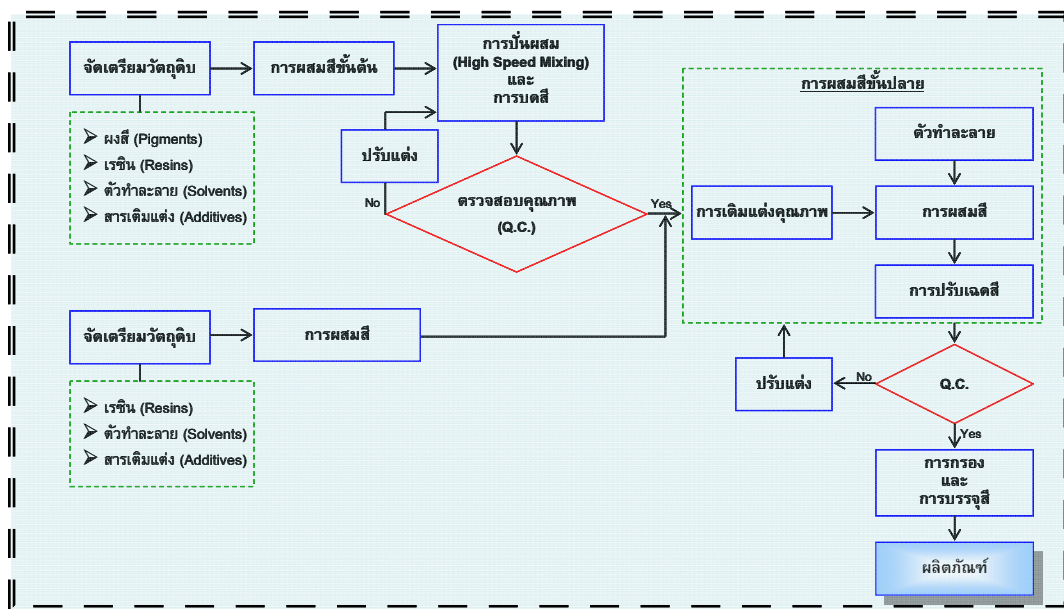 จัดเตรียมวัตถุดิบ
การผสมสีขั้นต้น
การปั่นผสม
(High Speed Mixing)
และ
การบดสี
ผงสี (Pigments)
เรซิน (Resins)
ตัวทำละลาย (Solvents)
สารเติมแต่ง (Additives)
ปรับแต่ง
No
ตรวจสอบคุณภาพ
(Q.C.)
Yes
การผสมสีขั้นปลาย
ตัวทำละลาย
การเติมแต่งคุณภาพ
การผสมสี
การปรับเฉดสี
จัดเตรียมวัตถุดิบ
การผสมสี
เรซิน (Resins)
ตัวทำละลาย (Solvents)
สารเติมแต่ง (Additives)
ปรับแต่ง
No
Q.C.
Yes
การกรอง
และ
การบรรจุสี
ผลิตภัณฑ์